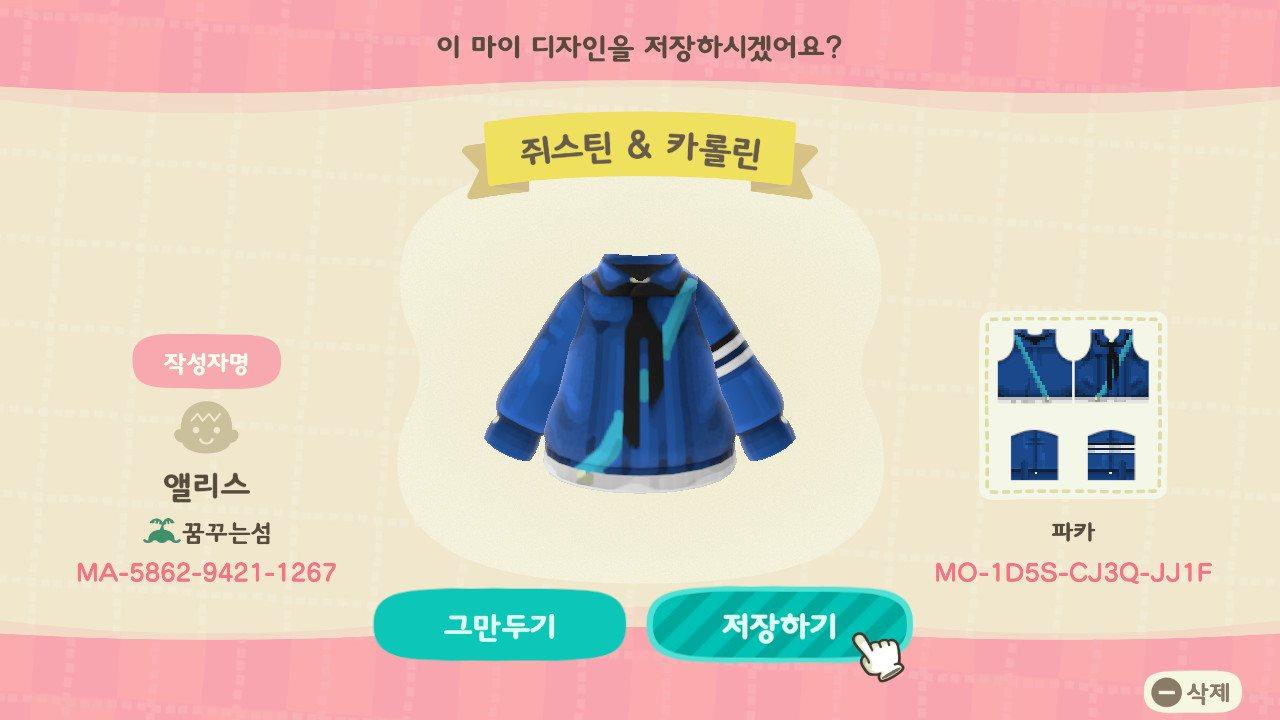 이 마이 디자인을 저장하시겠어요?
쥐스틴 & 카롤린
작성자명
앨리스
꿈꾸는섬
MA-5862-9421-1267
파카
MO-1D5S-CJ3Q-JJ1F
그만두기
저장하기
삭제